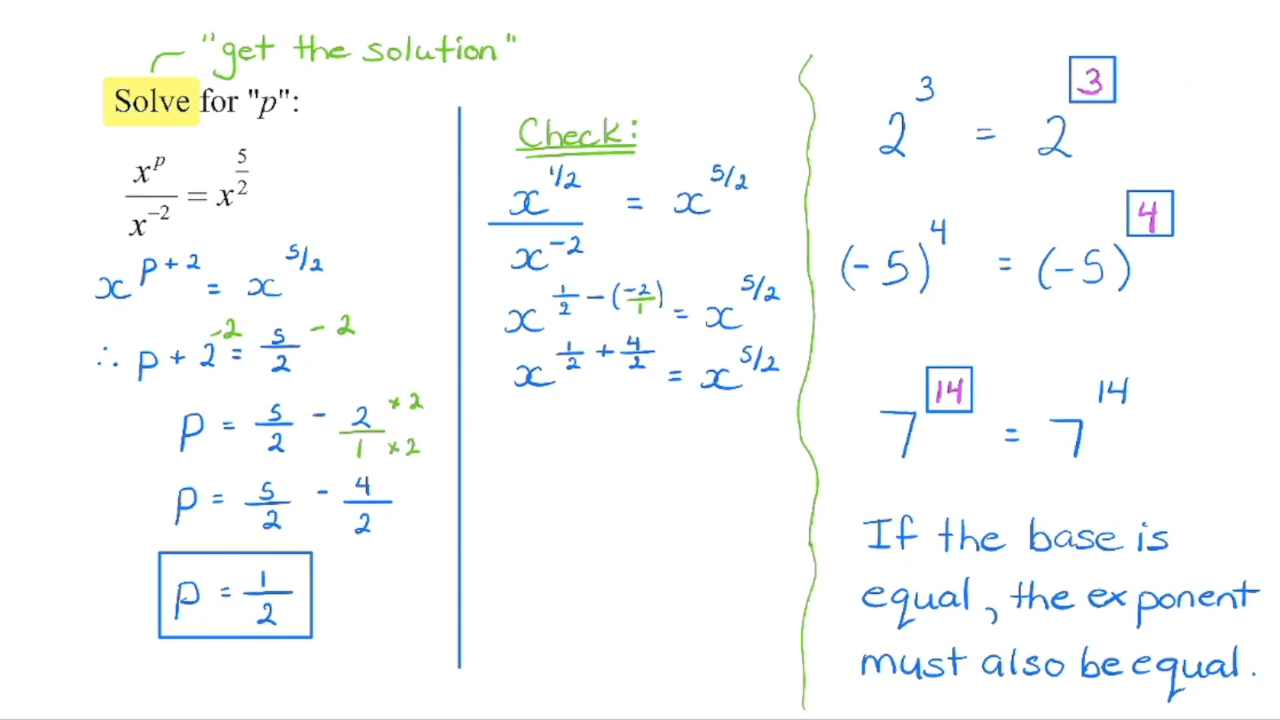 "get the solution"
Solve for "p":
x^p / x^-2 = x^5/2
x^p+2 = x^5/2
∴ p + 2 -2 = 5/2 - 2
p = 5/2 - 2/1 ×2 ×2
p = 5/2 - 4/2
p = 1/2
Check:
x^1/2 / x^-2 = x^5/2
x^1/2 - (-2/1) = x^5/2
x^1/2 + 4/2 = x^5/2
2^3 = 2^3
(-5)^4 = (-5)^4
7^14 = 7^14
If the base is
equal, the exponent
must also be equal.